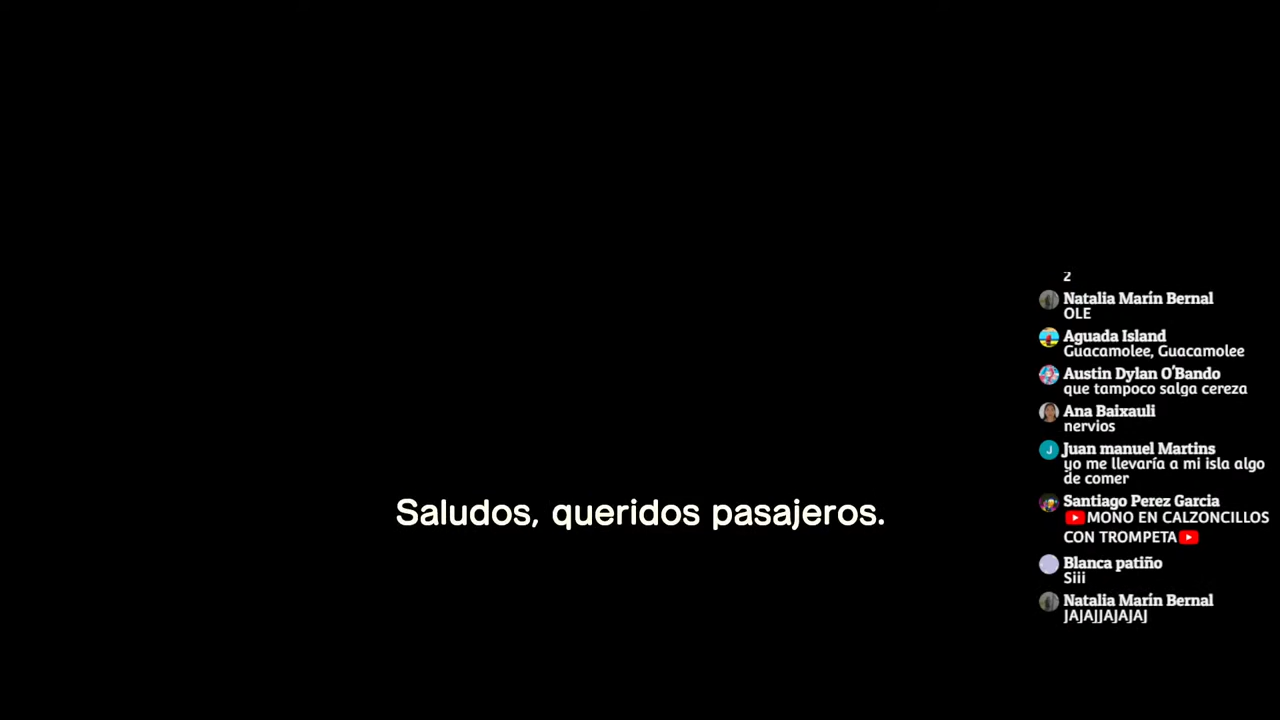 Saludos, queridos pasajeros.
2
Natalia Marín Bernal
OLE
Aguada Island
Guacamolee, Guacamolee
Austin Dylan O'Bando
que tampoco salga cereza
Ana Baixauli
nervios
J
Juan manuel Martins
yo me llevaría a mi isla algo
de comer
Santiago Perez Garcia
MONO EN CALZONCILLOS
CON TROMPETA
Blanca patiño
Siii
Natalia Marín Bernal
JAJAJJAJAJAJ